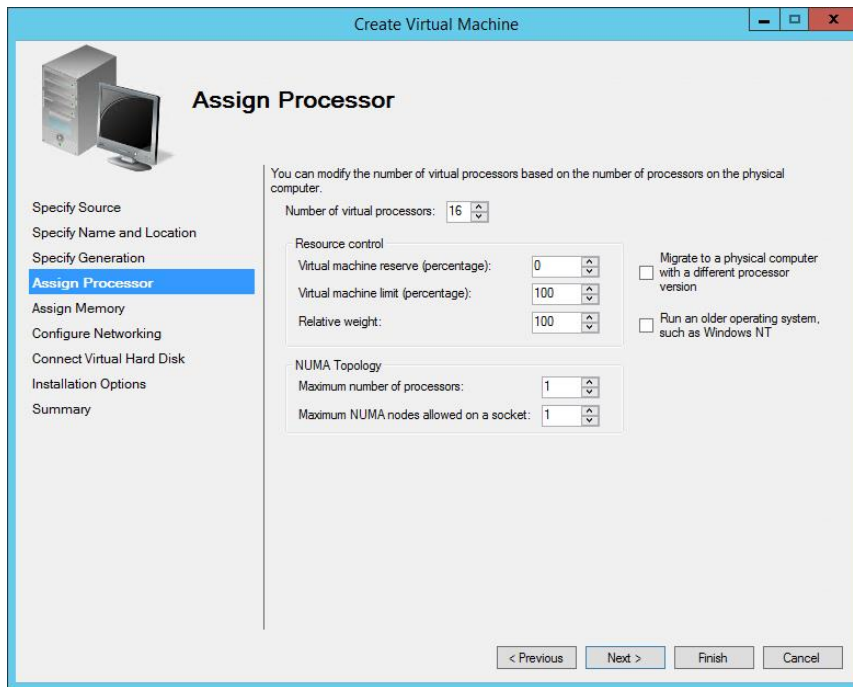 Create Virtual Machine
Assign Processor
Specify Source
Specify Name and Location
Specify Generation
Assign Processor
Assign Memory
Configure Networking
Connect Virtual Hard Disk
Installation Options
Summary
You can modify the number of virtual processors based on the number of processors on the physical
computer.
Number of virtual processors: 16
Resource control
Virtual machine reserve (percentage): 0
Virtual machine limit (percentage): 100
Relative weight: 100
Migrate to a physical computer
with a different processor
version
Run an older operating system,
such as Windows NT
NUMA Topology
Maximum number of processors: 1
Maximum NUMA nodes allowed on a socket: 1
< Previous
Next >
Finish
Cancel